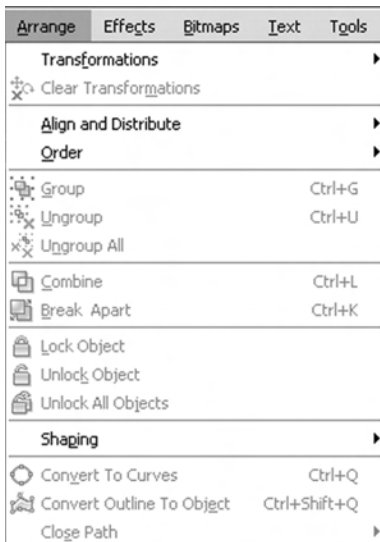 Arrange Effects Bitmaps Text Tools
Transformations
Clear Transformations
Align and Distribute
Order
Group Ctrl+G
Ungroup Ctrl+U
Ungroup All
Combine Ctrl+L
Break Apart Ctrl+K
Lock Object
Unlock Object
Unlock All Objects
Shaping
Convert To Curves Ctrl+Q
Convert Outline To Object Ctrl+Shift+Q
Close Path